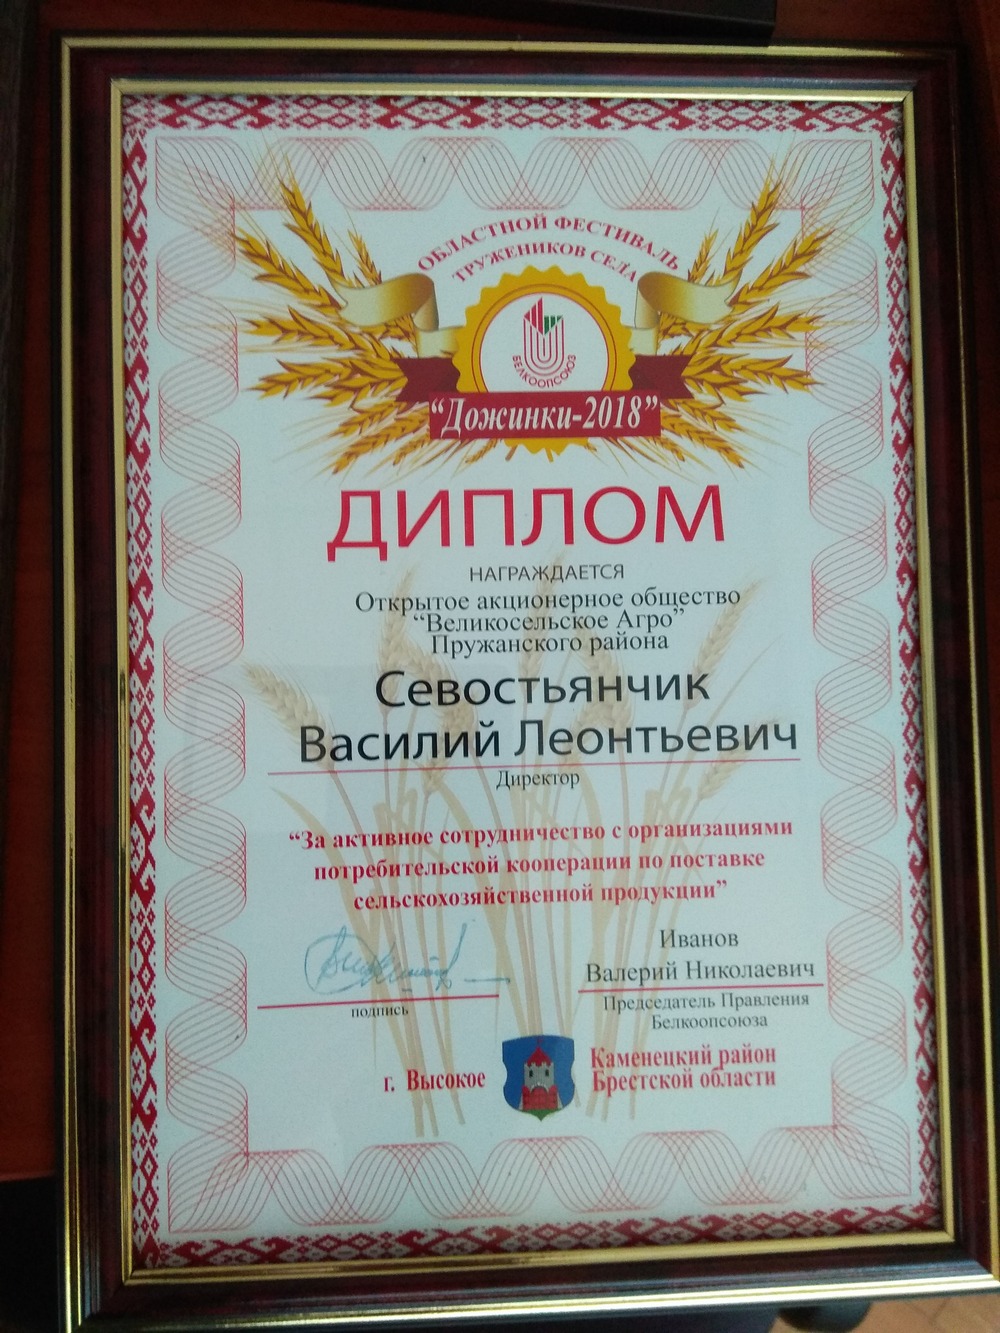 ОБЛАСТНОЙ ФЕСТИВАЛЬ
ТРУЖЕНИКОВ СЕЛА
БЕЛКООПСОЮЗ
“Дожинки-2018”
ДИПЛОМ
НАГРАЖДАЕТСЯ
Открытое акционерное общество
“Великосельское Агро”
Пружанского района
Севостьянчик
Василий Леонтьевич
Директор
“За активное сотрудничество с организациями
потребительской кооперации по поставке
сельскохозяйственной продукции”
подпись
Иванов
Валерий Николаевич
Председатель Правления
Белкоопсоюза
г. Высокое
Каменецкий район
Брестской области